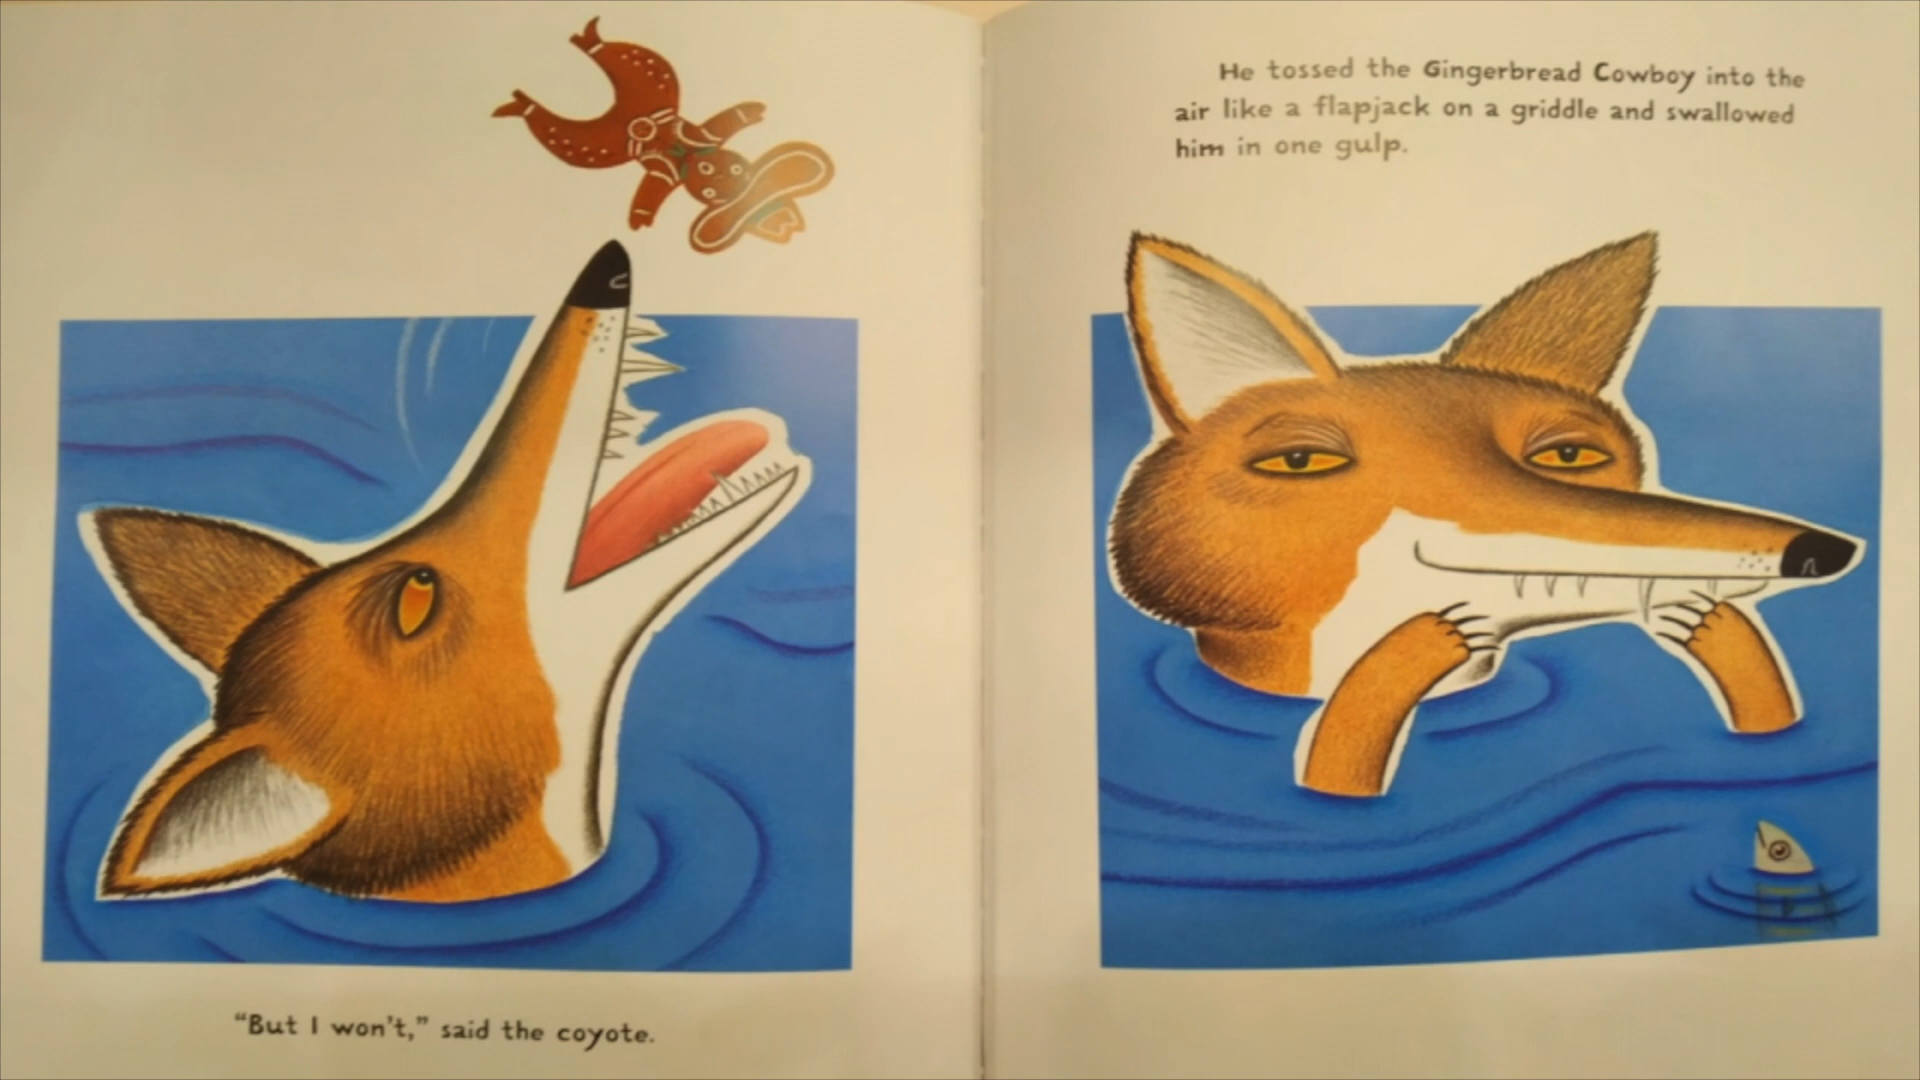 "But I won't," said the coyote.
He tossed the Gingerbread Cowboy into the
air like a flapjack on a griddle and swallowed
him in one gulp.